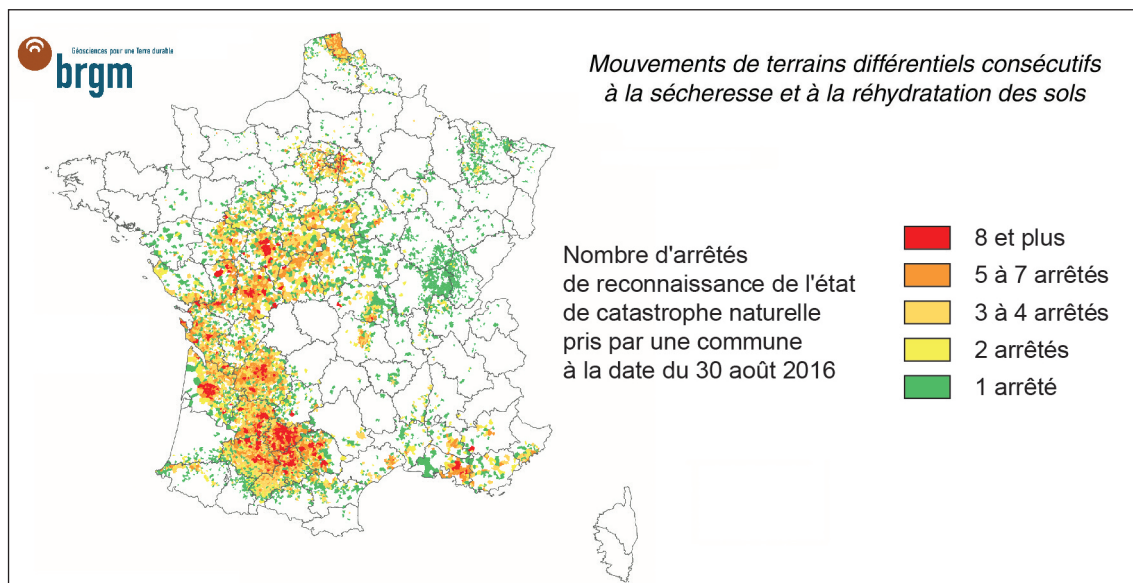 Géosciences pour une Terre durable
brgm
Mouvements de terrains différentiels consécutifs
à la sécheresse et à la réhydratation des sols
Nombre d'arrêtés
de reconnaissance de l'état
de catastrophe naturelle
pris par une commune
à la date du 30 août 2016
8 et plus
5 à 7 arrêtés
3 à 4 arrêtés
2 arrêtés
1 arrêté